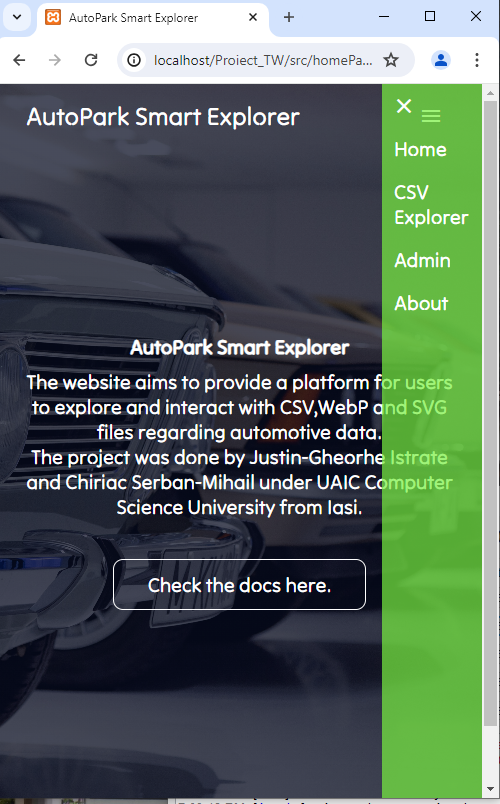 AutoPark Smart Explorer
localhost/Proiect_TW/src/homePa...
AutoPark Smart Explorer
Home
CSV
Explorer
Admin
About
AutoPark Smart Explorer
The website aims to provide a platform for users
to explore and interact with CSV,WebP and SVG
files regarding automotive data.
The project was done by Justin-Gheorhe Istrate
and Chiriac Serban-Mihail under UAIC Computer
Science University from Iasi.
Check the docs here.